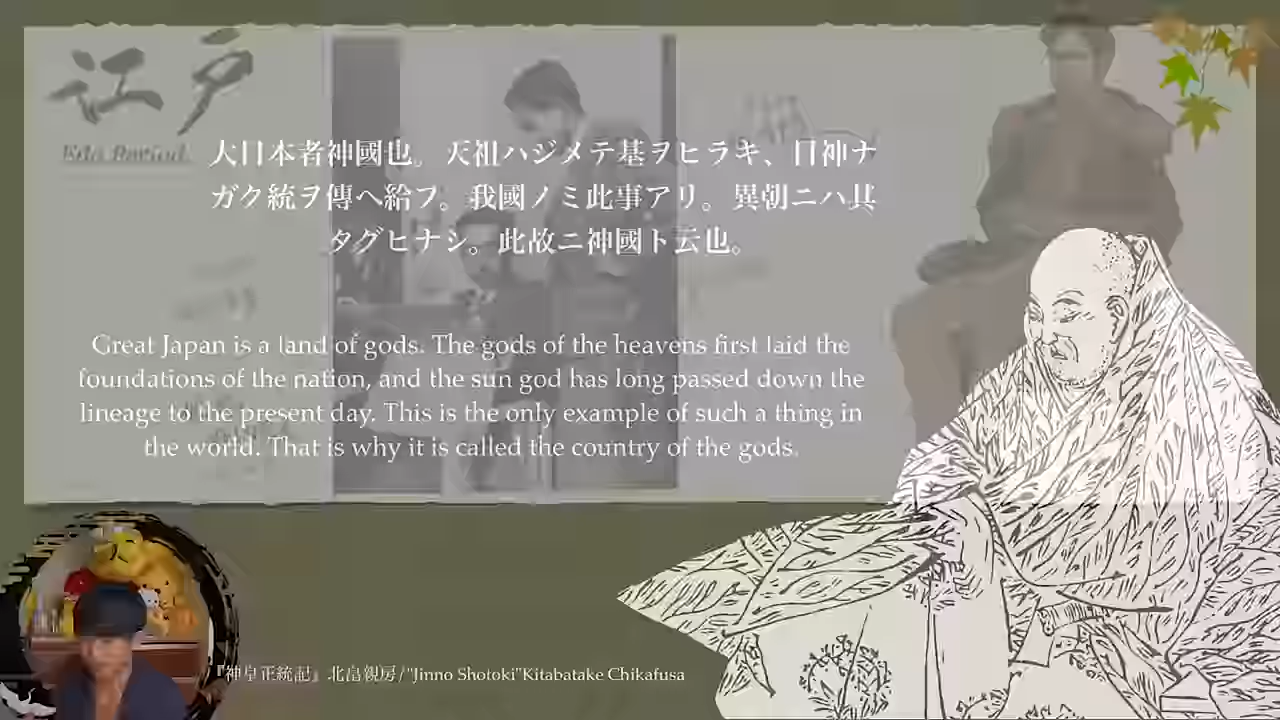 江戸
Edo Period
大日本者神國也。天祖ハジメテ基ヲヒラキ、日神ナ
ガク統ヲ傳ヘ給フ。我國ノミ此事アリ。異朝ニハ其
タグヒナシ。此故ニ神國ト云也。
Great Japan is a land of gods. The gods of the heavens first laid the
foundations of the nation, and the sun god has long passed down the
lineage to the present day. This is the only example of such a thing in
the world. That is why it is called the country of the gods.
『神皇正統記』北畠親房/"Jinno Shotoki"Kitabatake Chikafusa